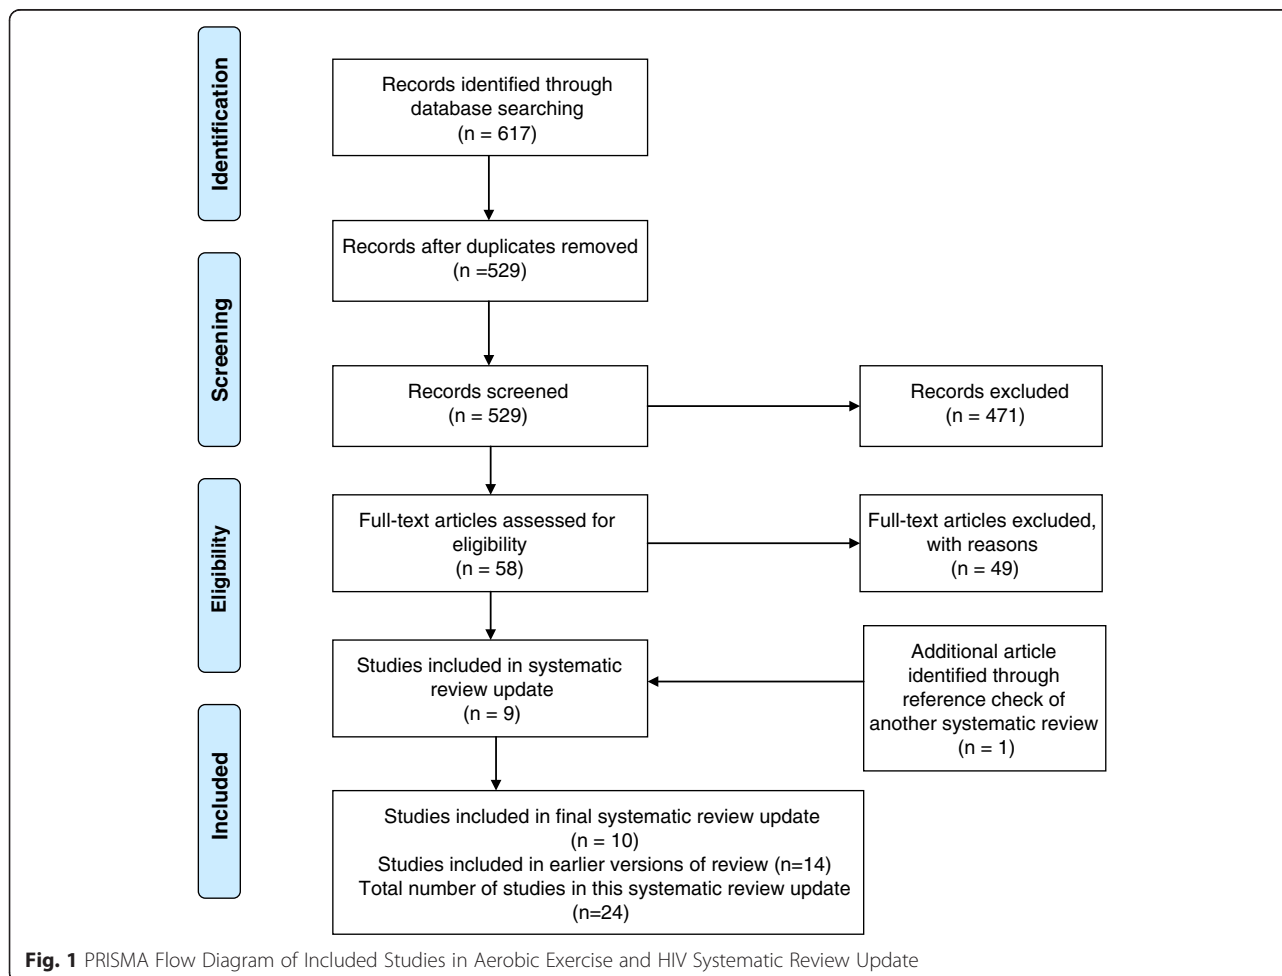 Identification
Records identified through
database searching
(n = 617)
Records after duplicates removed
(n =529)
Screening
Records screened
(n = 529)
Records excluded
(n = 471)
Eligibility
Full-text articles assessed for
eligibility
(n = 58)
Full-text articles excluded,
with reasons
(n = 49)
Studies included in systematic
review update
(n = 9)
Additional article
identified through
reference check of
another systematic review
(n = 1)
Included
Studies included in final systematic review update
(n = 10)
Studies included in earlier versions of review (n=14)
Total number of studies in this systematic review update
(n=24)
Fig. 1 PRISMA Flow Diagram of Included Studies in Aerobic Exercise and HIV Systematic Review Update